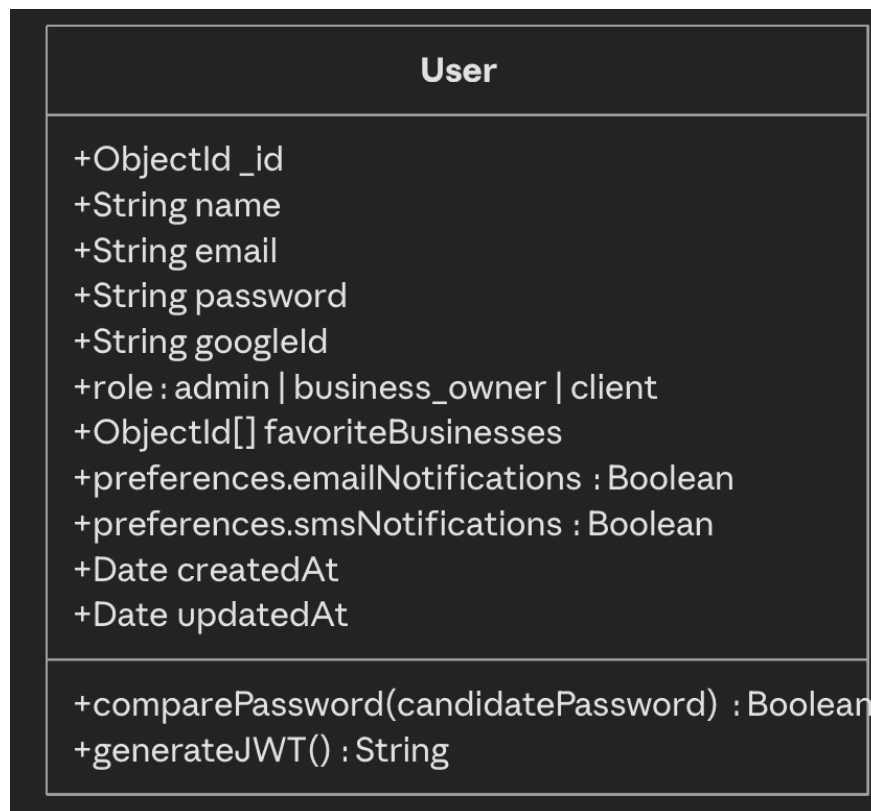 User
+ObjectId _id
+String name
+String email
+String password
+String googleId
+role : admin | business_owner | client
+ObjectId[] favoriteBusinesses
+preferences.emailNotifications : Boolean
+preferences.smsNotifications : Boolean
+Date createdAt
+Date updatedAt
+comparePassword(candidatePassword) : Boolean
+generateJWT() : String